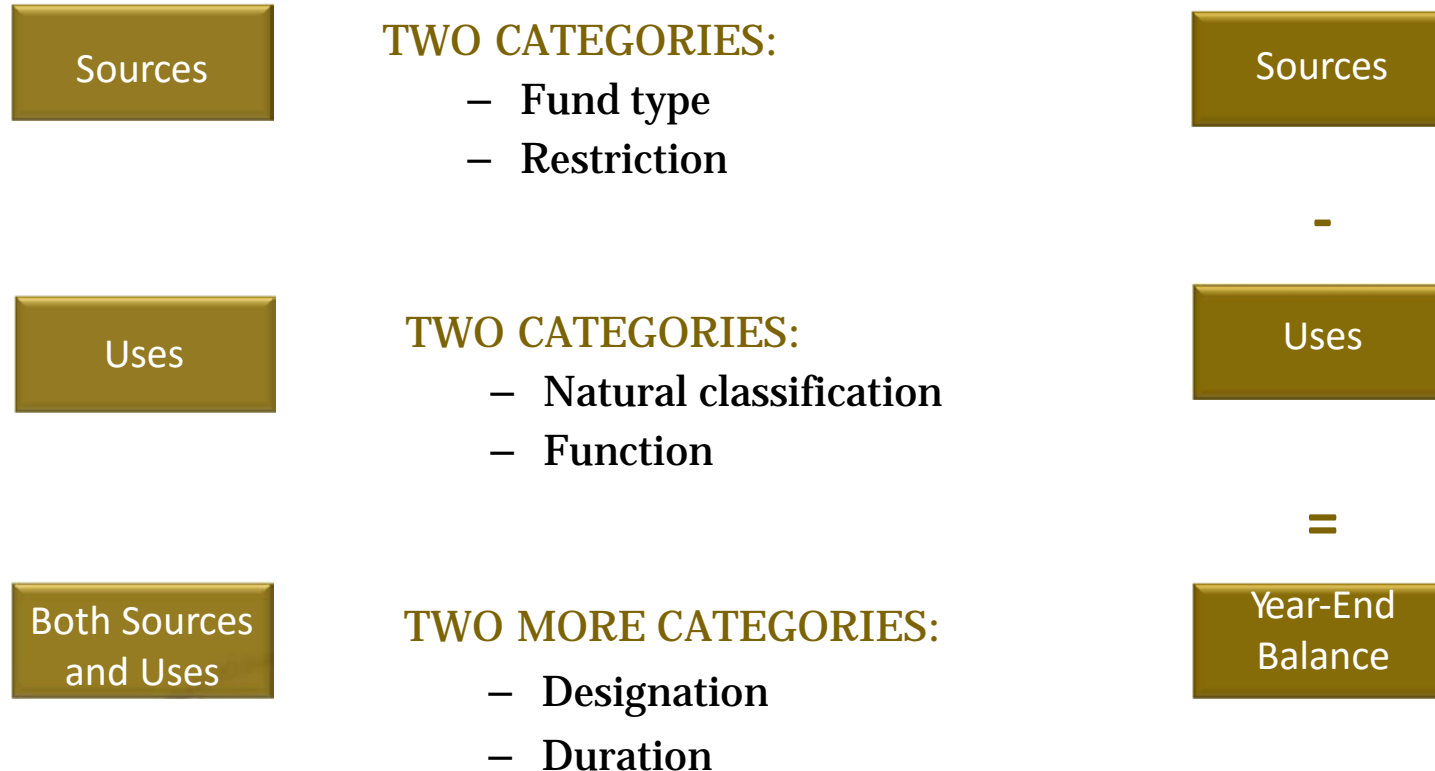 Sources
TWO CATEGORIES:
– Fund type
– Restriction
Sources
-
Uses
TWO CATEGORIES:
– Natural classification
– Function
Uses
=
Both Sources
and Uses
TWO MORE CATEGORIES:
– Designation
– Duration
Year-End
Balance